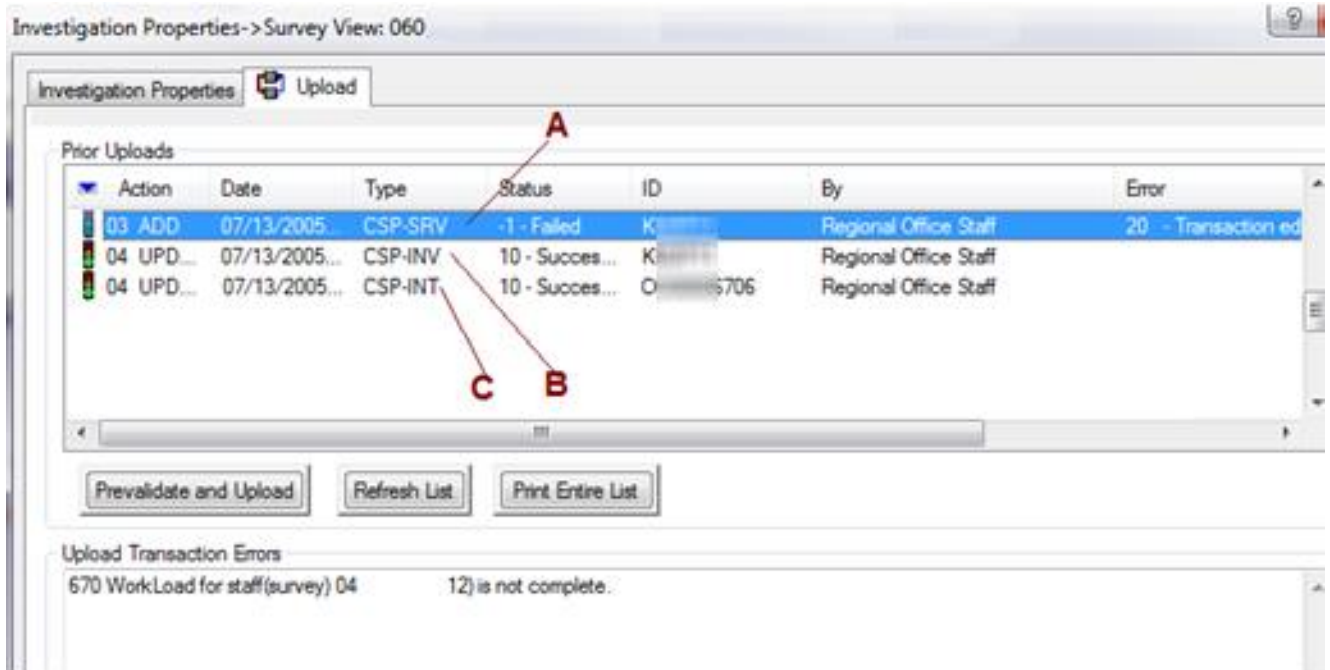 Investigation Properties->Survey View: 060
Investigation Properties Upload
A
Prior Uploads
Action Date Type Status ID By Error
03 ADD 07/13/2005... CSP-SRV -1 - Failed K Regional Office Staff 20 - Transaction ed
04 UPD... 07/13/2005... CSP-INV 10 - Succes... K Regional Office Staff
04 UPD... 07/13/2005... CSP-INT 10 - Succes... O 6706 Regional Office Staff
C B
Prevalidate and Upload Refresh List Print Entire List
Upload Transaction Errors
670 WorkLoad for staff(survey) 04 12) is not complete.